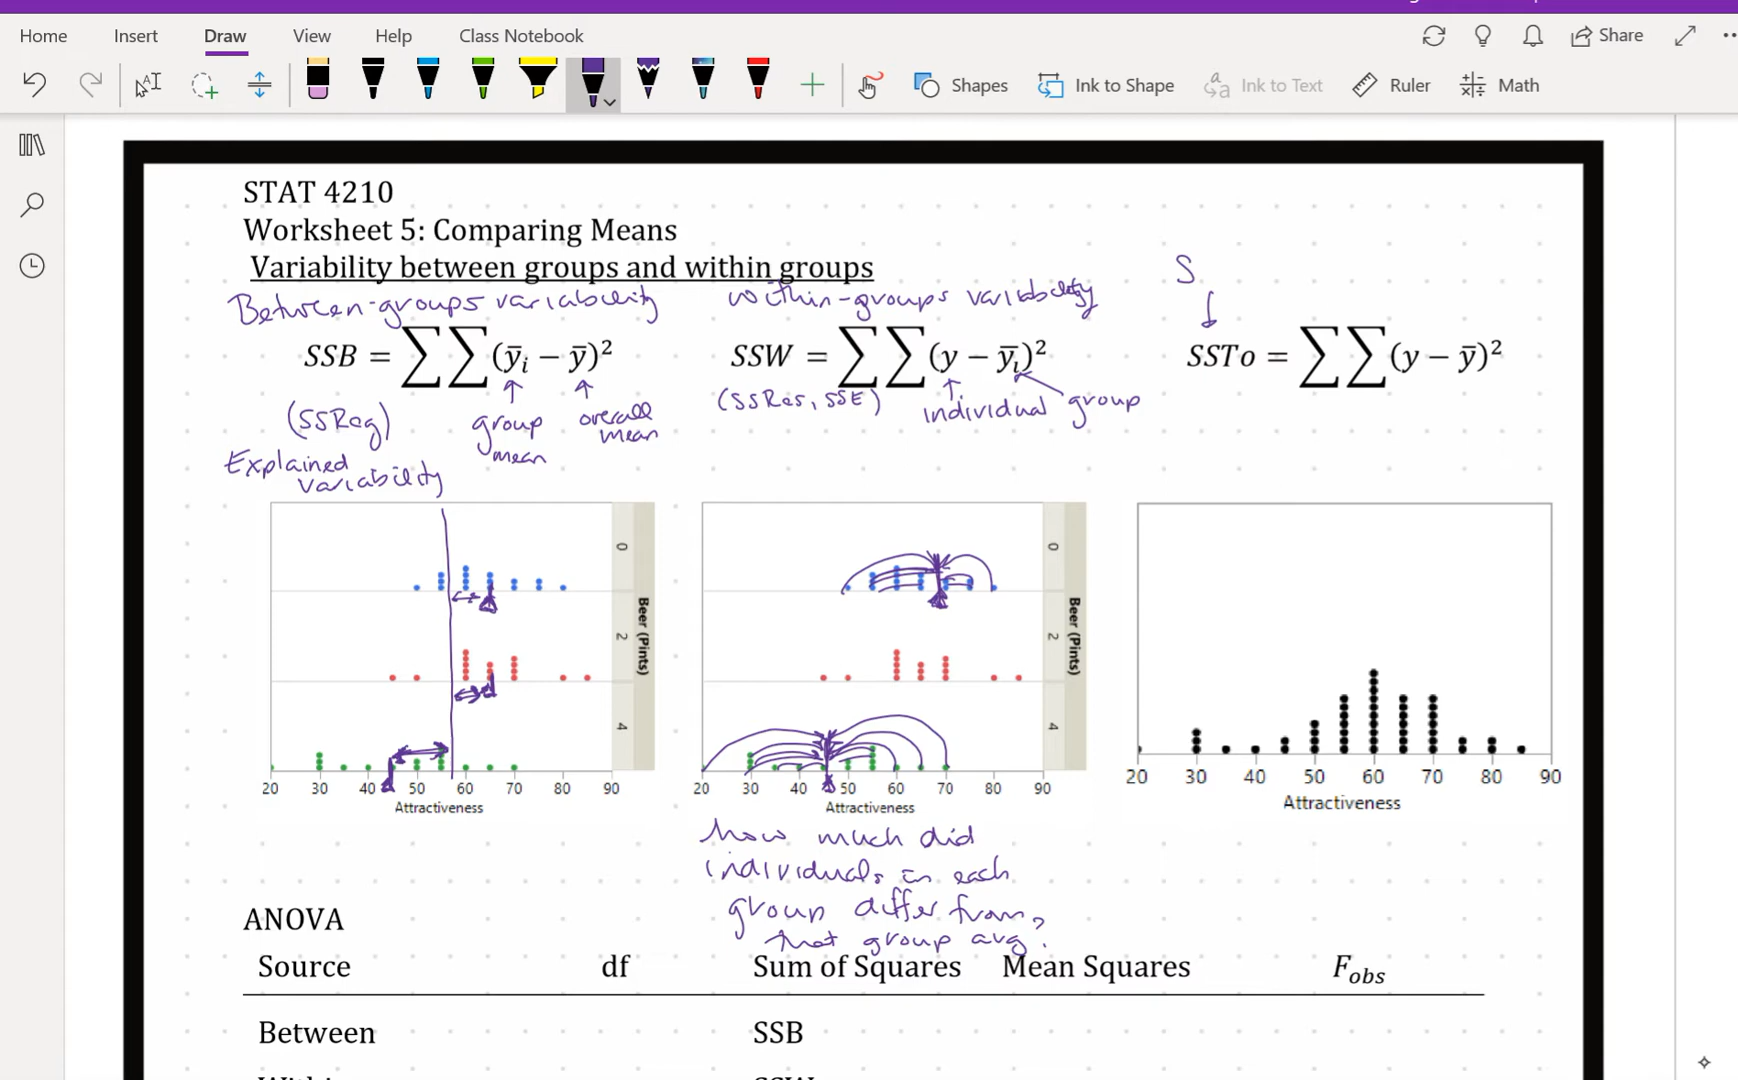 Home Insert Draw View Help Class Notebook Share
Shapes Ink to Shape Ink to Text Ruler Math
STAT 4210
Worksheet 5: Comparing Means
Variability between groups and within groups
Between-groups variability
within-groups variability
S
SSB = ∑∑(ȳᵢ − ȳ)²
SSW = ∑∑(y − ȳᵢ)²
SSTo = ∑∑(y − ȳ)²
(SSReg)
group mean
overall mean
(SSRes, SSE)
individual
group
Explained
variability
0
2
4
Beer (Pints)
20 30 40 50 60 70 80 90
Attractiveness
0
2
4
Beer (Pints)
20 30 40 50 60 70 80 90
Attractiveness
20 30 40 50 60 70 80 90
Attractiveness
how much did
individuals in each
group differ from
that group avg?
ANOVA
Source df Sum of Squares Mean Squares F_obs
Between SSB